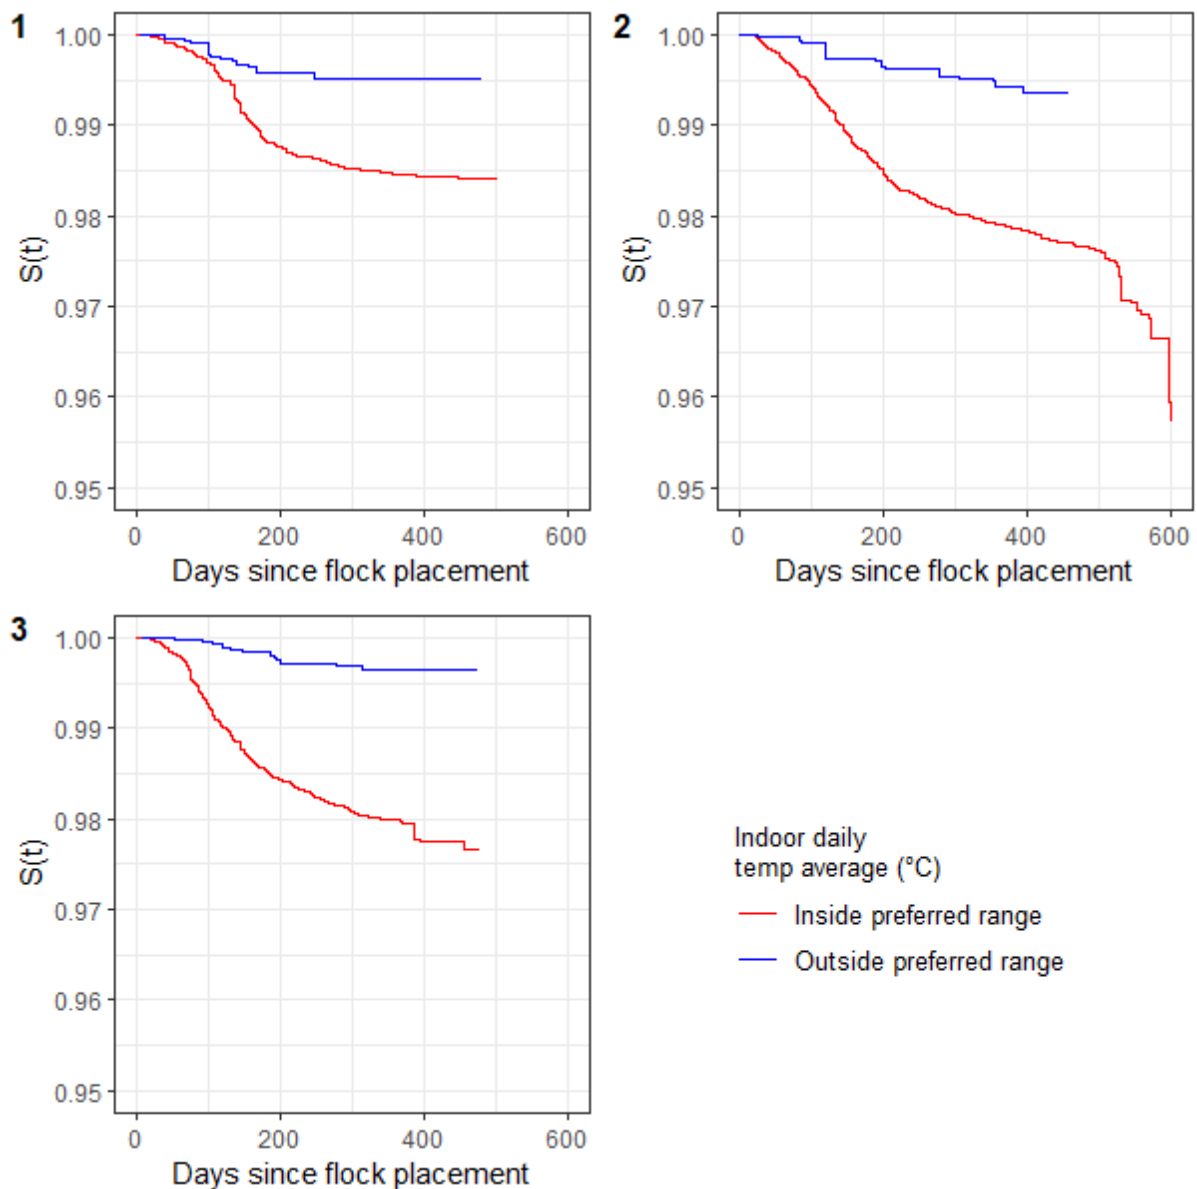 1
1.00
0.99
0.98
0.97
0.96
0.95
S(t)
0 200 400 600
Days since flock placement
2
1.00
0.99
0.98
0.97
0.96
0.95
S(t)
0 200 400 600
Days since flock placement
3
1.00
0.99
0.98
0.97
0.96
0.95
S(t)
0 200 400 600
Days since flock placement
Indoor daily
temp average (°C)
Inside preferred range
Outside preferred range